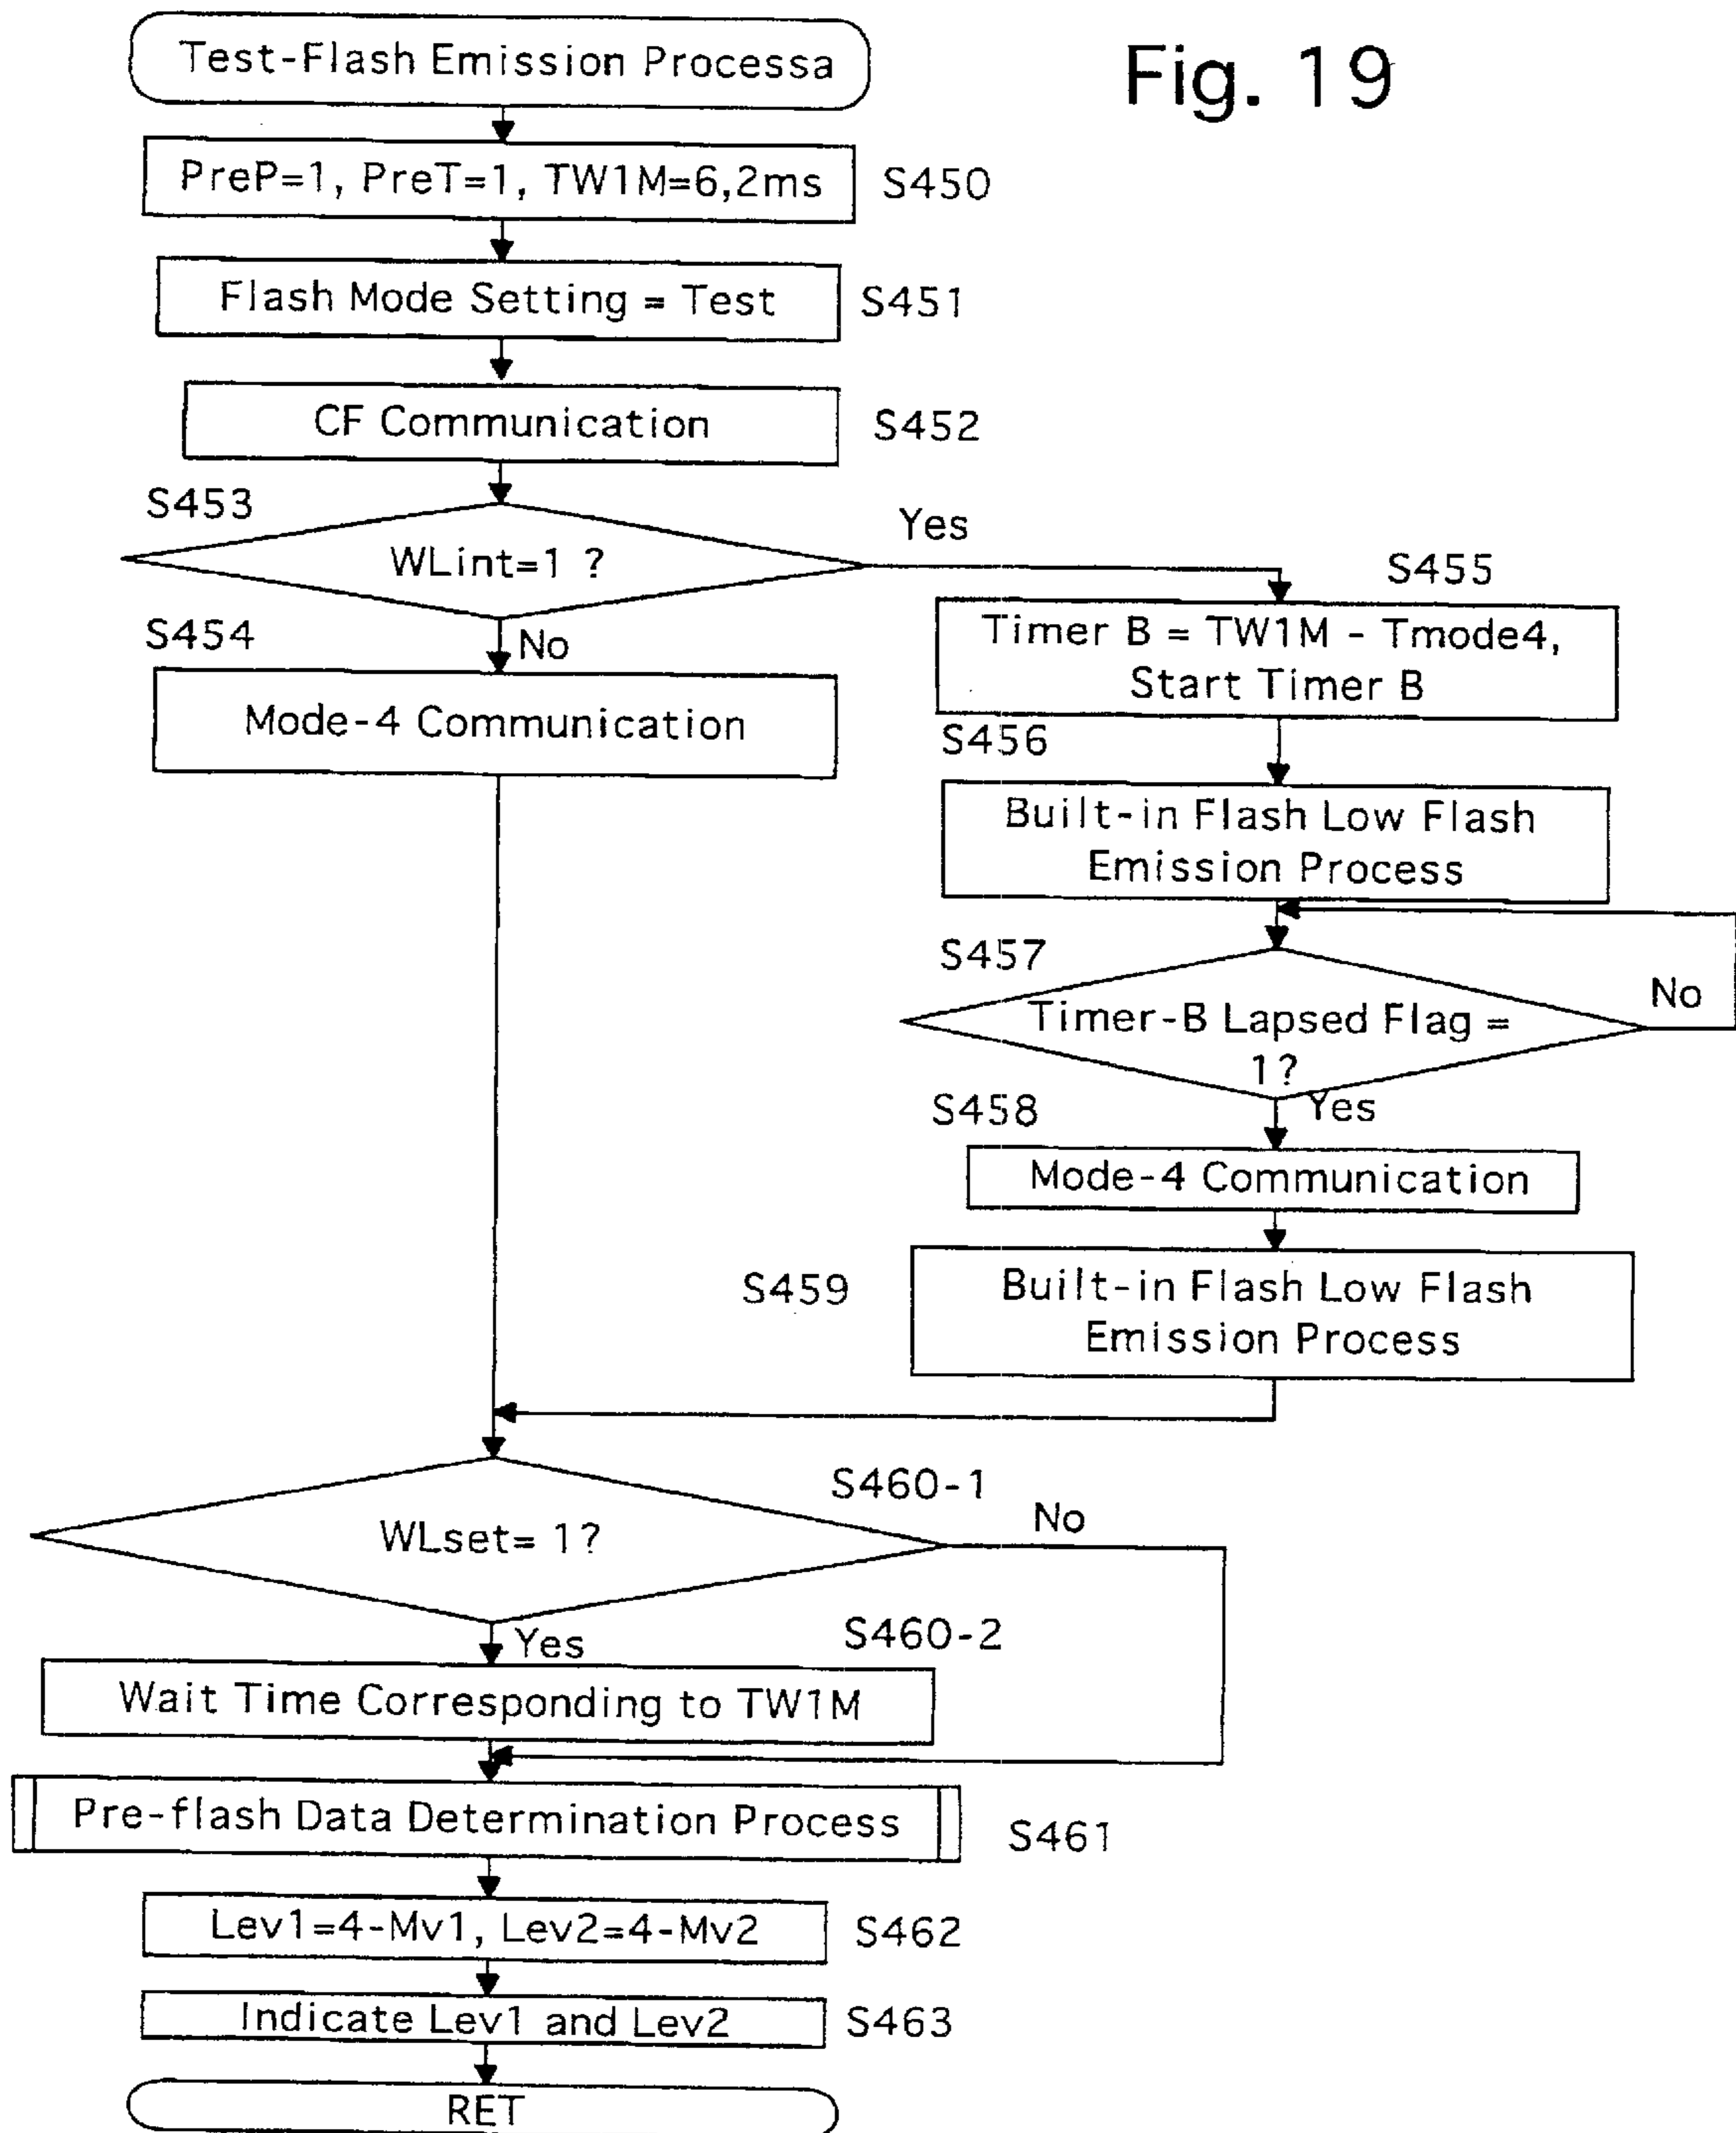 Fig. 19
Test-Flash Emission Processa
PreP=1, PreT=1, TW1M=6,2ms
S450
Flash Mode Setting = Test
S451
CF Communication
S452
S453
WLint=1 ?
Yes
No
S454
Mode-4 Communication
S455
Timer B = TW1M - Tmode4,
Start Timer B
S456
Built-in Flash Low Flash
Emission Process
S457
Timer-B Lapsed Flag =
1?
No
Yes
S458
Mode-4 Communication
S459
Built-in Flash Low Flash
Emission Process
S460-1
WLset= 1?
No
Yes
S460-2
Wait Time Corresponding to TW1M
Pre-flash Data Determination Process
S461
Lev1=4-Mv1, Lev2=4-Mv2
S462
Indicate Lev1 and Lev2
S463
RET